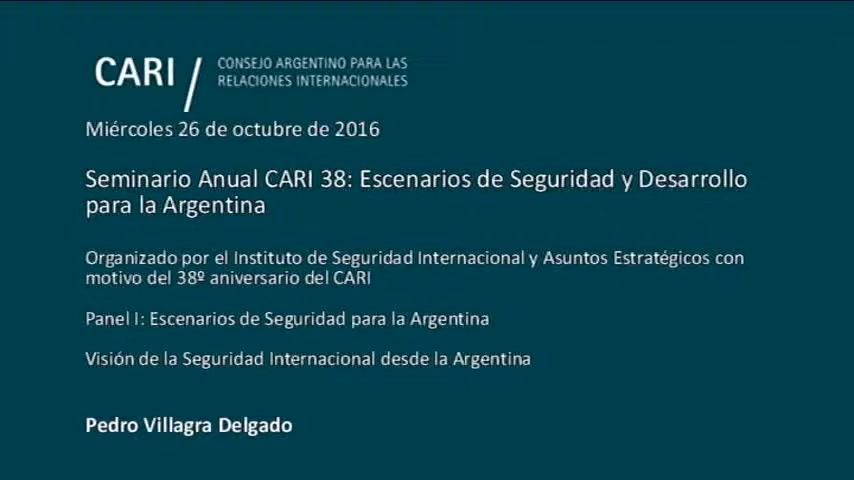 CARI /
CONSEJO ARGENTINO PARA LAS
RELACIONES INTERNACIONALES
Miércoles 26 de octubre de 2016
Seminario Anual CARI 38: Escenarios de Seguridad y Desarrollo
para la Argentina
Organizado por el Instituto de Seguridad Internacional y Asuntos Estratégicos con
motivo del 38º aniversario del CARI
Panel I: Escenarios de Seguridad para la Argentina
Visión de la Seguridad Internacional desde la Argentina
Pedro Villagra Delgado